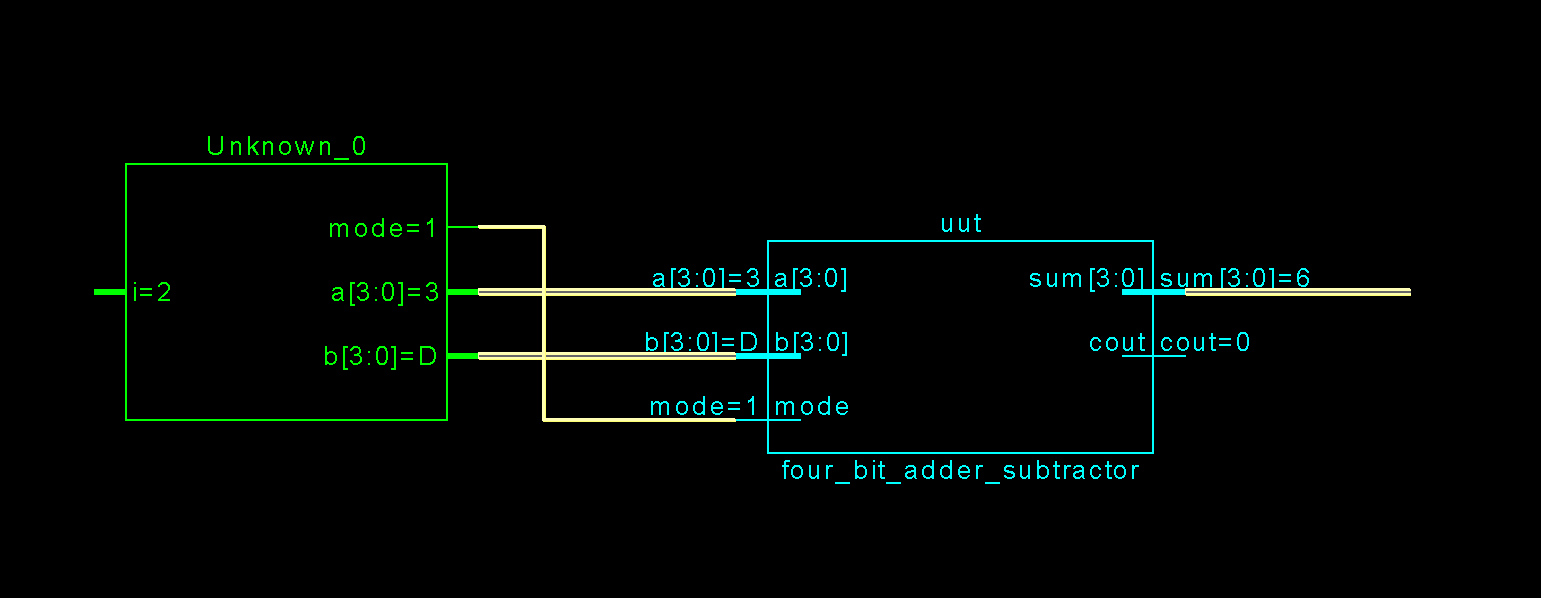 Unknown_0
mode=1
i=2
a[3:0]=3
b[3:0]=D
uut
a[3:0]=3 a[3:0]
sum[3:0] sum[3:0]=6
b[3:0]=D b[3:0]
cout cout=0
mode=1 mode
four_bit_adder_subtractor